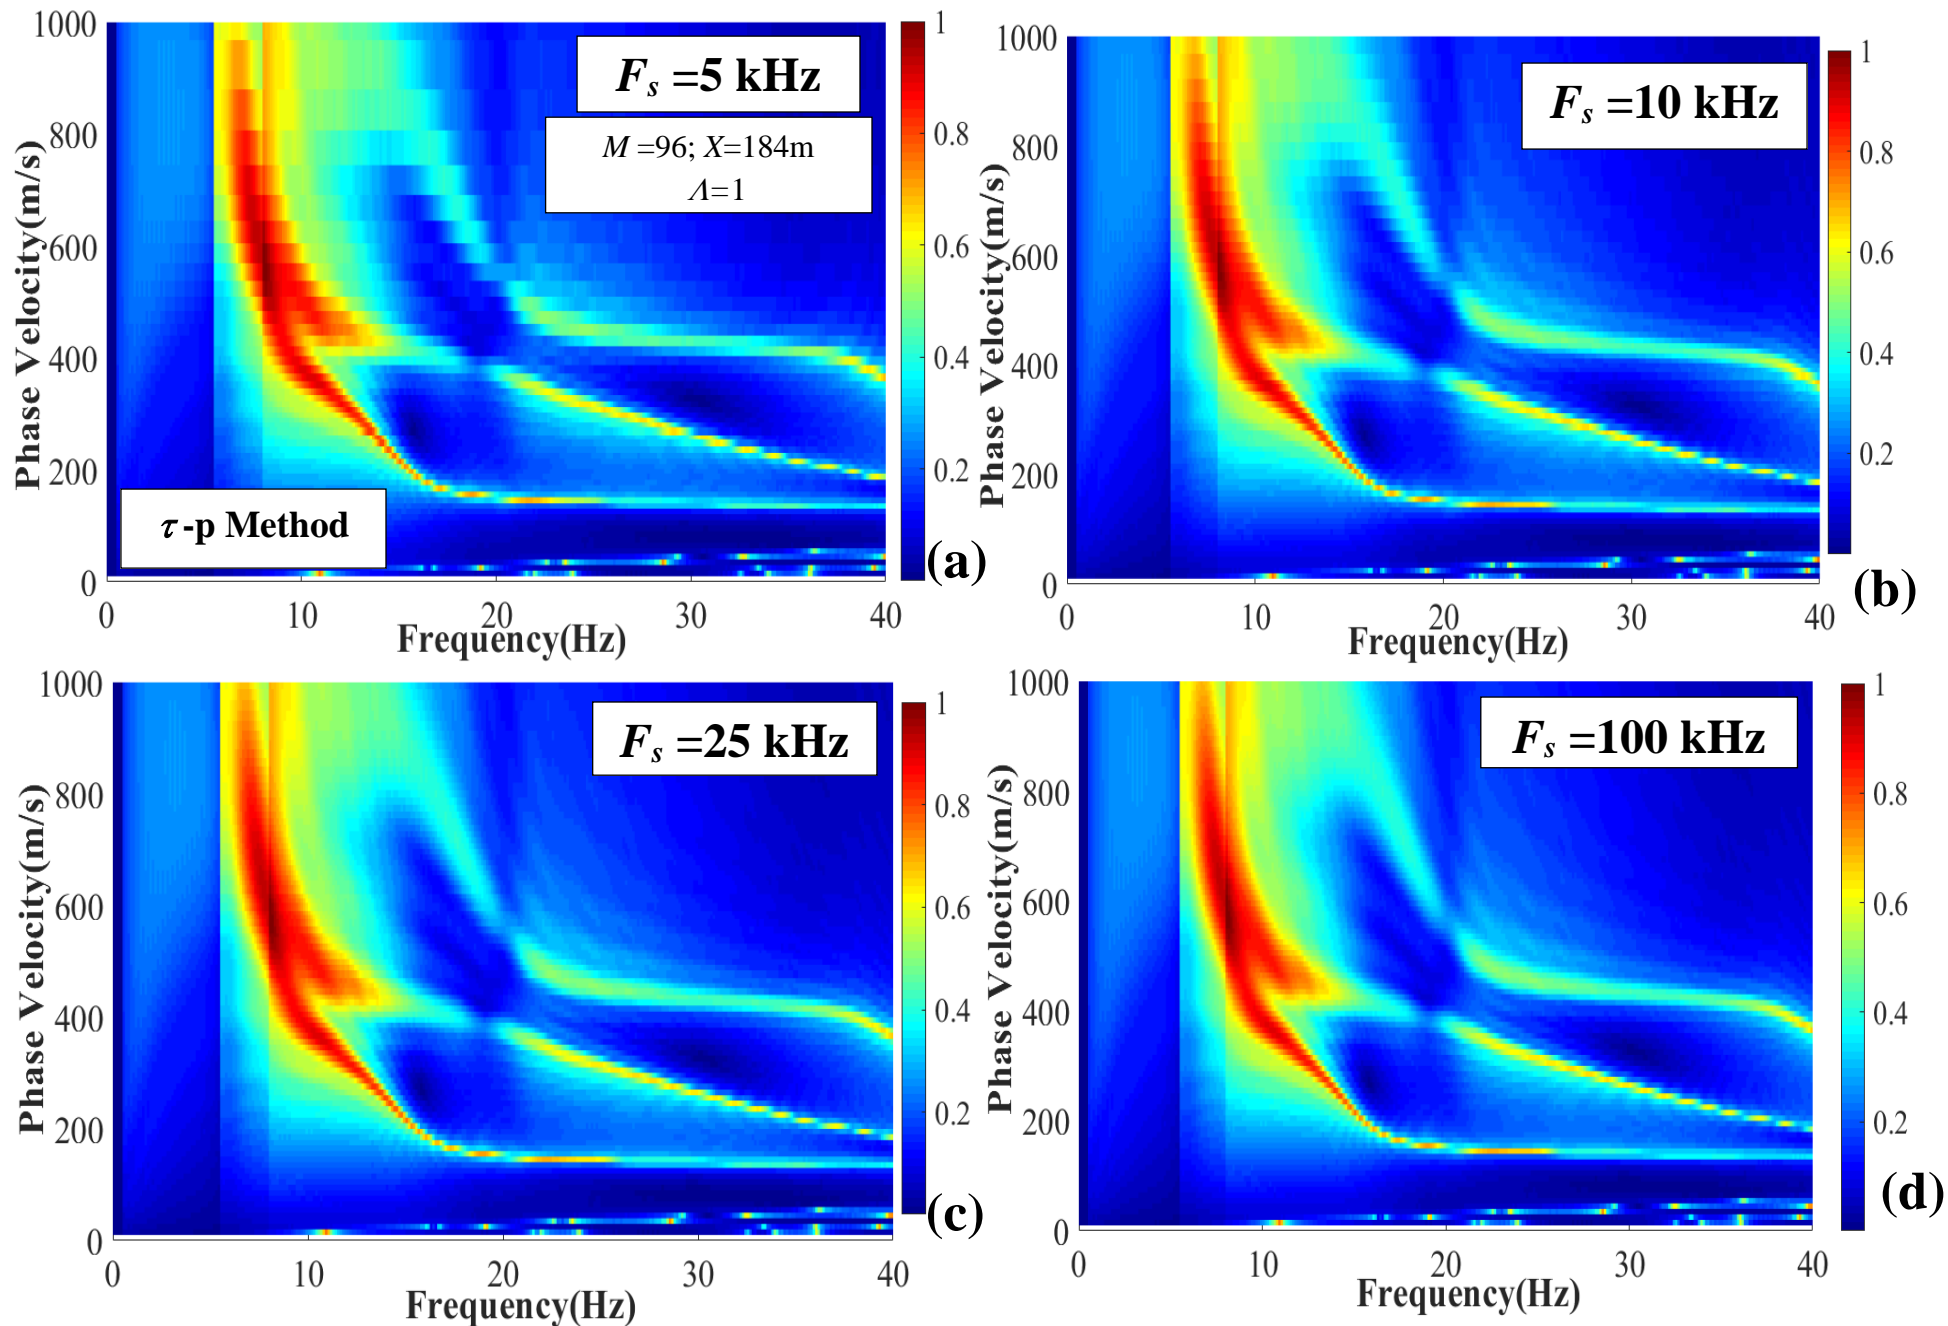 1000
800
600
400
200
0
Phase Velocity(m/s)
F_s =5 kHz
M =96; X=184m
Λ=1
τ -p Method
0 10 20 30 40
Frequency(Hz)
1
0.8
0.6
0.4
0.2
(a)
1000
800
600
400
200
0
Phase Velocity(m/s)
F_s =10 kHz
0 10 20 30 40
Frequency(Hz)
1
0.8
0.6
0.4
0.2
(b)
1000
800
600
400
200
0
Phase Velocity(m/s)
F_s =25 kHz
0 10 20 30 40
Frequency(Hz)
1
0.8
0.6
0.4
0.2
(c)
1000
800
600
400
200
0
Phase Velocity(m/s)
F_s =100 kHz
0 10 20 30 40
Frequency(Hz)
1
0.8
0.6
0.4
0.2
(d)